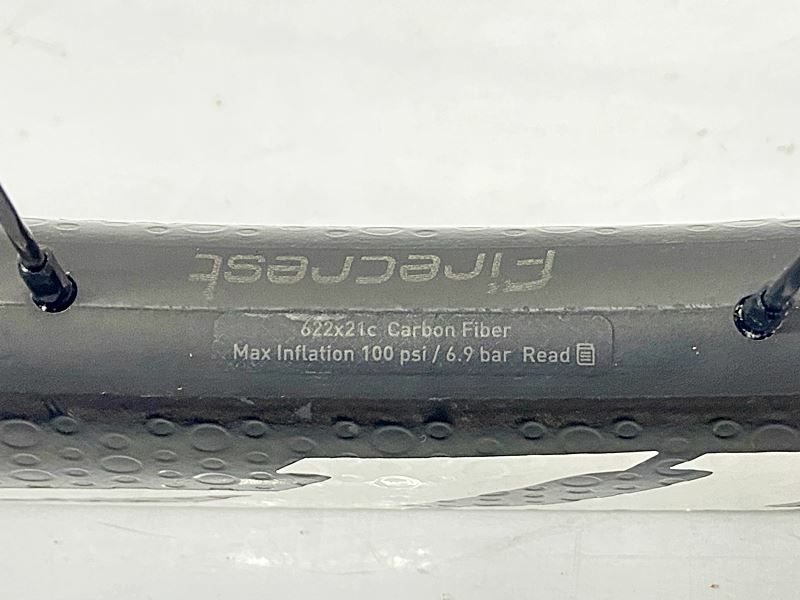 Firecrest
622x21c Carbon Fiber
Max Inflation 100 psi / 6.9 bar Read